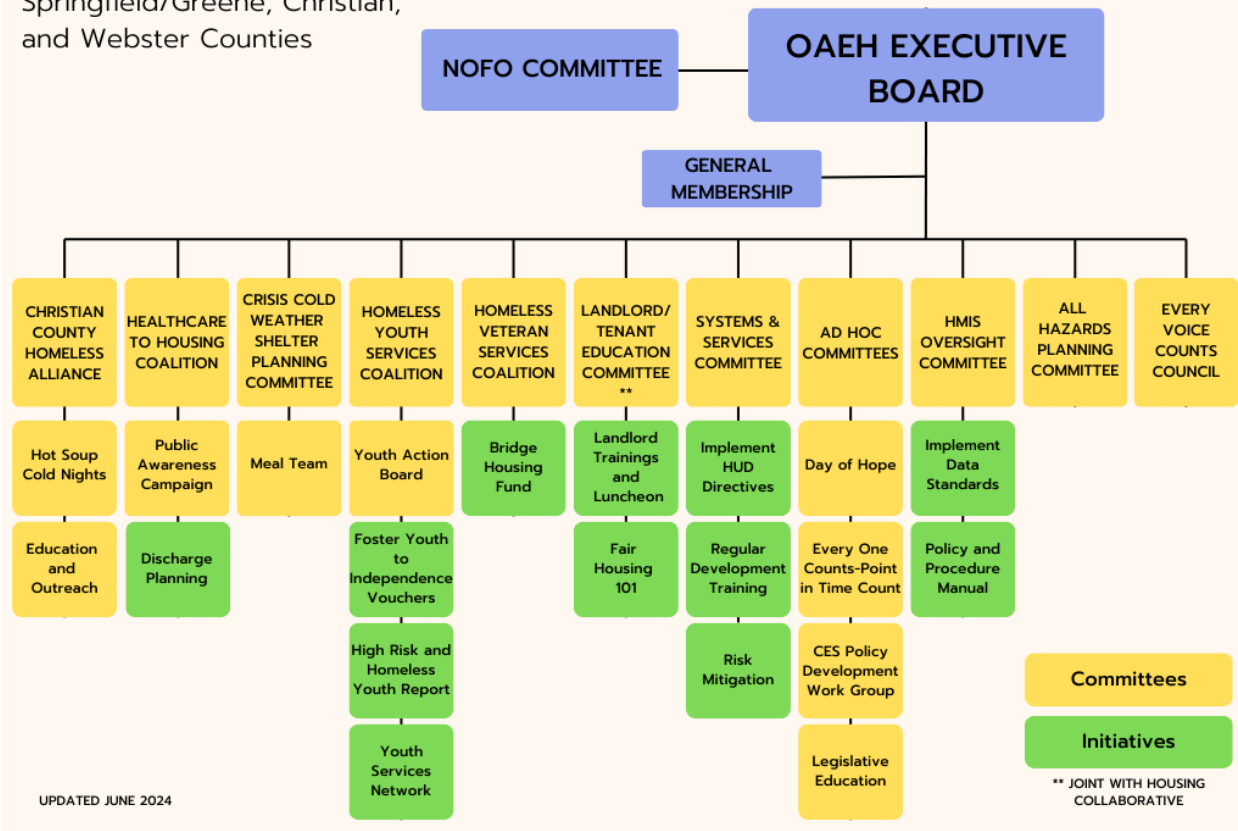 Springfield/Greene, Christian,
and Webster Counties
NOFO COMMITTEE
OAEH EXECUTIVE
BOARD
GENERAL
MEMBERSHIP
CHRISTIAN
COUNTY
HOMELESS
ALLIANCE
HEALTHCARE
TO HOUSING
COALITION
CRISIS COLD
WEATHER
SHELTER
PLANNING
COMMITTEE
HOMELESS
YOUTH
SERVICES
COALITION
HOMELESS
VETERAN
SERVICES
COALITION
LANDLORD/
TENANT
EDUCATION
COMMITTEE
**
SYSTEMS &
SERVICES
COMMITTEE
AD HOC
COMMITTEES
HMIS
OVERSIGHT
COMMITTEE
ALL
HAZARDS
PLANNING
COMMITTEE
EVERY
VOICE
COUNTS
COUNCIL
Hot Soup
Cold Nights
Public
Awareness
Campaign
Meal Team
Youth Action
Board
Bridge
Housing
Fund
Landlord
Trainings
and
Luncheon
Implement
HUD
Directives
Day of Hope
Implement
Data
Standards
Education
and
Outreach
Discharge
Planning
Foster Youth
to
Independence
Vouchers
Fair
Housing
101
Regular
Development
Training
Every One
Counts-Point
in Time Count
Policy and
Procedure
Manual
High Risk and
Homeless
Youth Report
Risk
Mitigation
CES Policy
Development
Work Group
Youth
Services
Network
Legislative
Education
Committees
Initiatives
** JOINT WITH HOUSING
COLLABORATIVE
UPDATED JUNE 2024